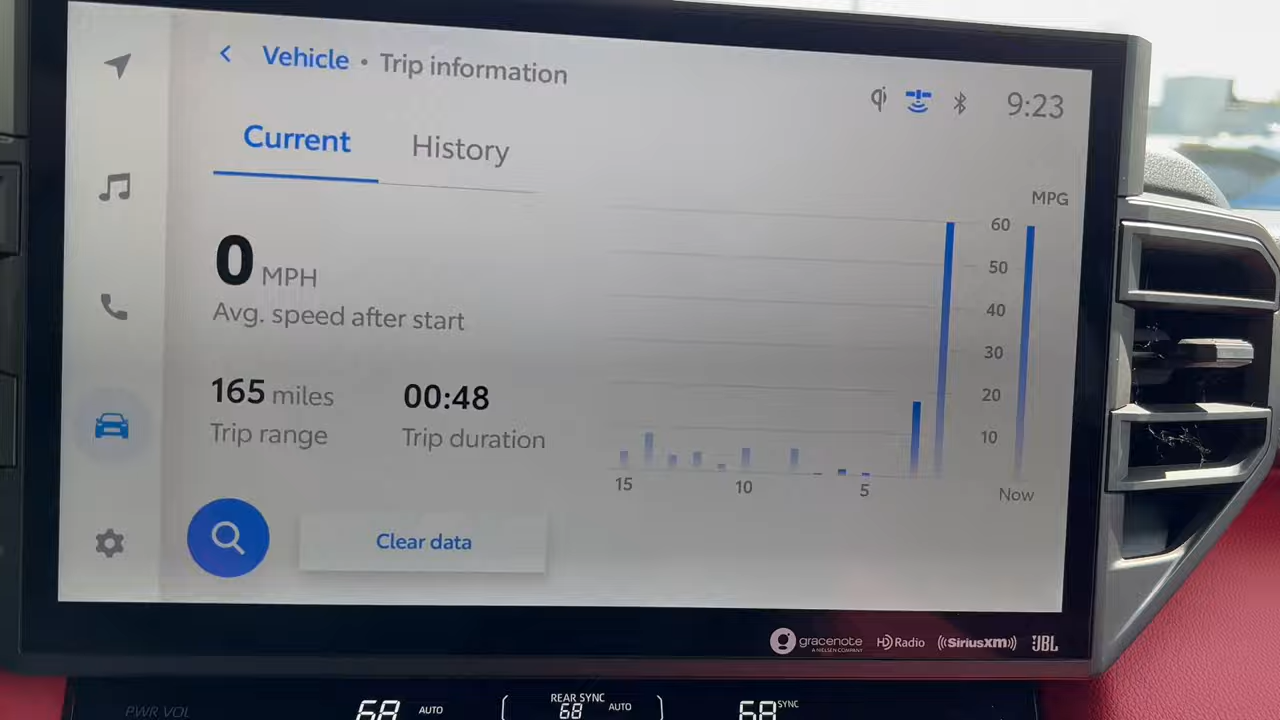 Vehicle • Trip information
9:23
Current
History
MPG
0 MPH
Avg. speed after start
165 miles
Trip range
00:48
Trip duration
60
50
40
30
20
10
15
10
5
Now
Clear data
gracenote
A NIELSEN COMPANY
HD Radio
((SiriusXM))
JBL
PWR VOL
68 AUTO
REAR SYNC
68 AUTO
68 SYNC